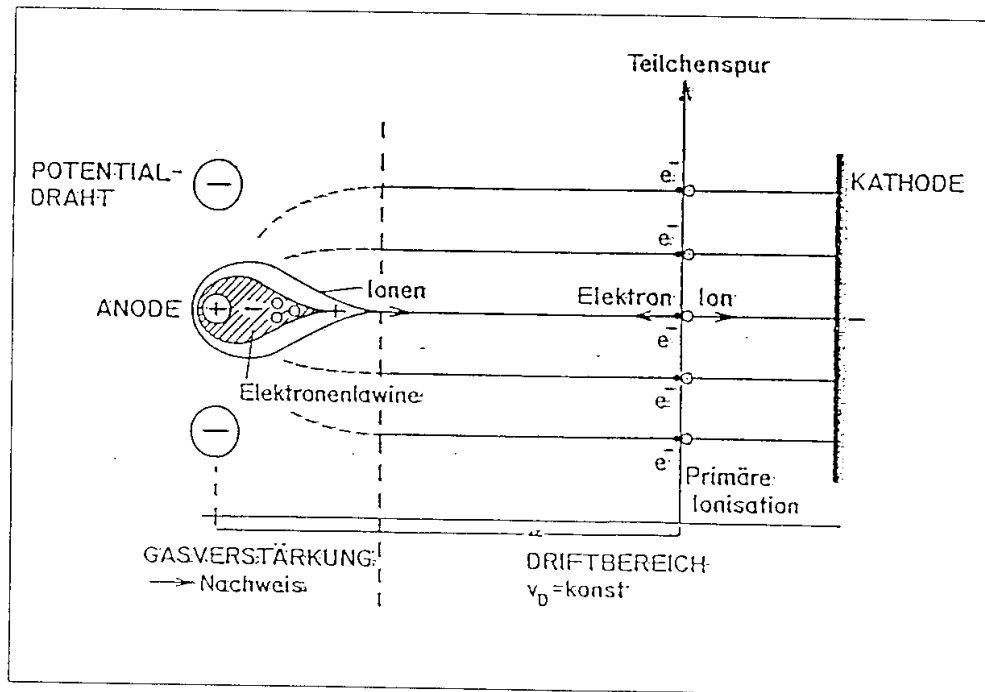 Teilchenspur
POTENTIAL-
DRAHT
−
e⁻
KATHODE
e⁻
ANODE
+
−
Ionen
+
Elektron
Ion
−
e⁻
Elektronenlawine
e⁻
−
e⁻
Primäre
Ionisation
GASVERSTÄRKUNG
→ Nachweis
DRIFTBEREICH
v_D=konst